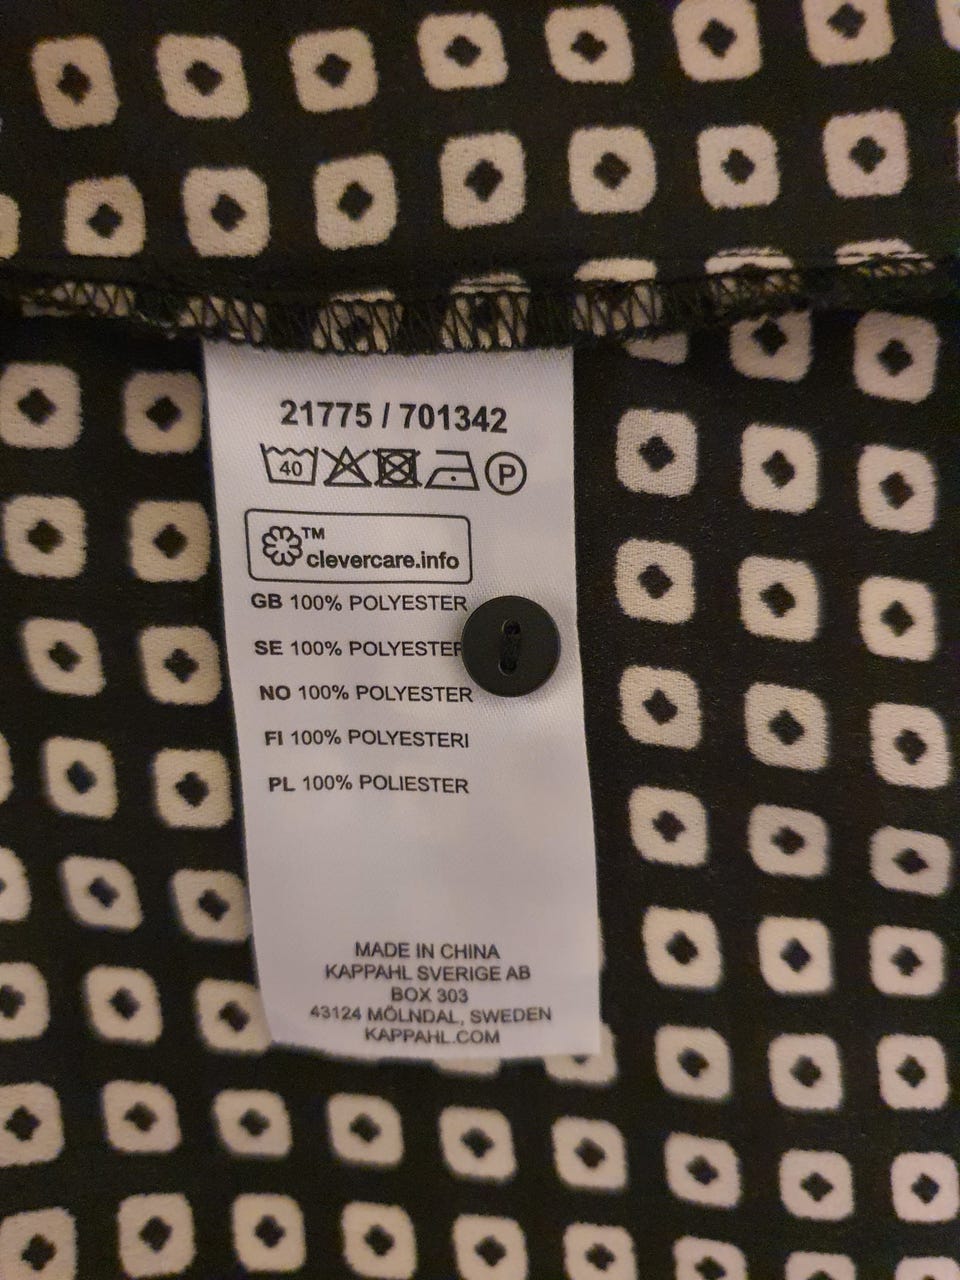 21775 / 701342
40 P
TM
clevercare.info
GB 100% POLYESTER
SE 100% POLYESTER
NO 100% POLYESTER
FI 100% POLYESTERI
PL 100% POLIESTER
MADE IN CHINA
KAPPAHL SVERIGE AB
BOX 303
43124 MÖLNDAL, SWEDEN
KAPPAHL.COM